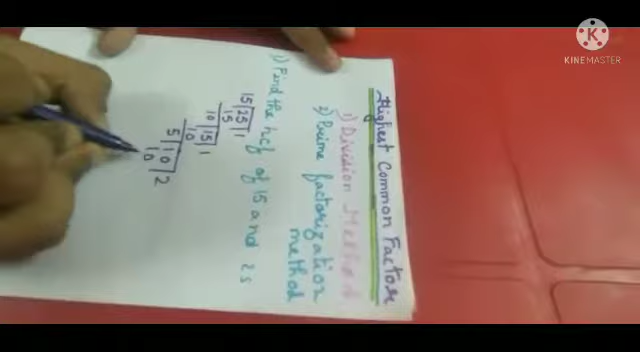 Highest Common Factor
1) Division Method
2) Prime factorization
method
1) Find the hcf of 15 and 25
15|25|1
15
10|15|1
10
5|10|2
10
K
KINEMASTER